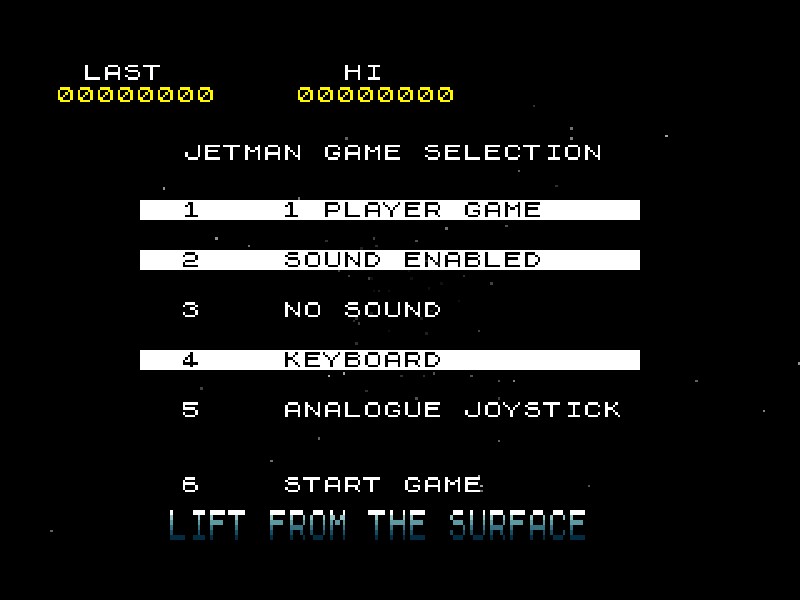 LAST HI
00000000 00000000
JETMAN GAME SELECTION
1 1 PLAYER GAME
2 SOUND ENABLED
3 NO SOUND
4 KEYBOARD
5 ANALOGUE JOYSTICK
6 START GAME
LIFT FROM THE SURFACE